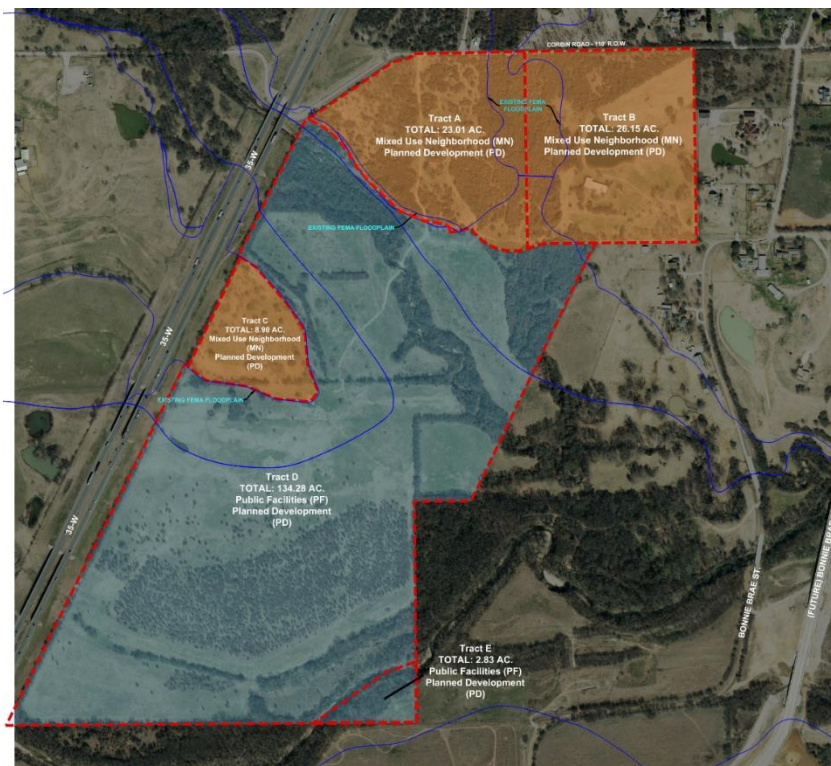 CORBIN ROAD - 110' R.O.W.
Tract A
TOTAL: 23.01 AC.
Mixed Use Neighborhood (MN)
Planned Development (PD)
EXISTING FEMA
FLOODPLAIN
Tract B
TOTAL: 26.15 AC.
Mixed Use Neighborhood (MN)
Planned Development (PD)
35-W
EXISTING FEMA FLOODPLAIN
Tract C
TOTAL: 8.98 AC.
Mixed Use Neighborhood
(MN)
Planned Development
(PD)
35-W
EXISTING FEMA FLOODPLAIN
Tract D
TOTAL: 134.28 AC.
Public Facilities (PF)
Planned Development
(PD)
35-W
BONNIE BRAE ST.
(FUTURE) BONNIE BRA
Tract E
TOTAL: 2.83 AC.
Public Facilities (PF)
Planned Development
(PD)